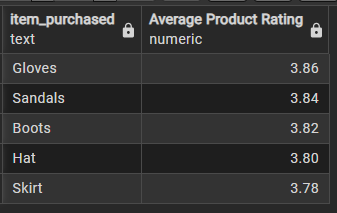 item_purchased Average Product Rating
text numeric
Gloves 3.86
Sandals 3.84
Boots 3.82
Hat 3.80
Skirt 3.78